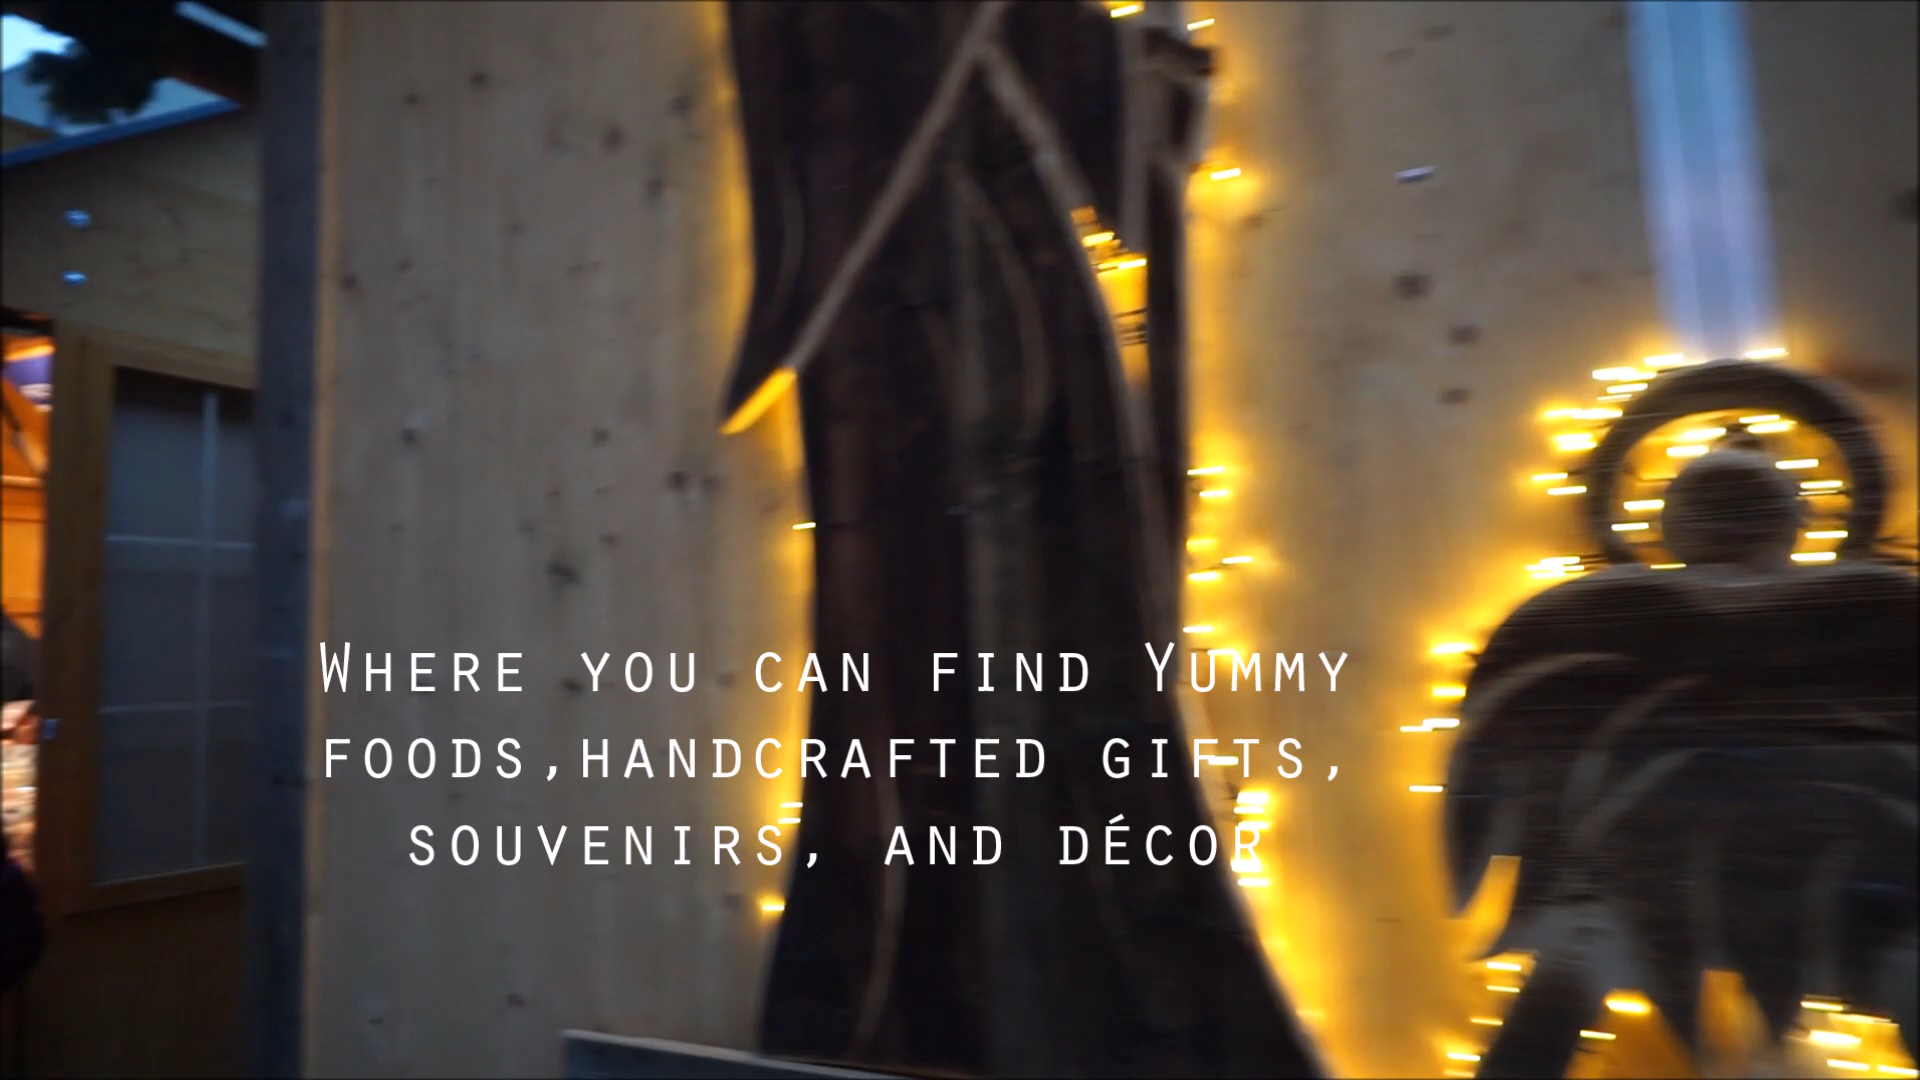 Where you can find Yummy
foods,handcrafted gifts,
souvenirs, and décor